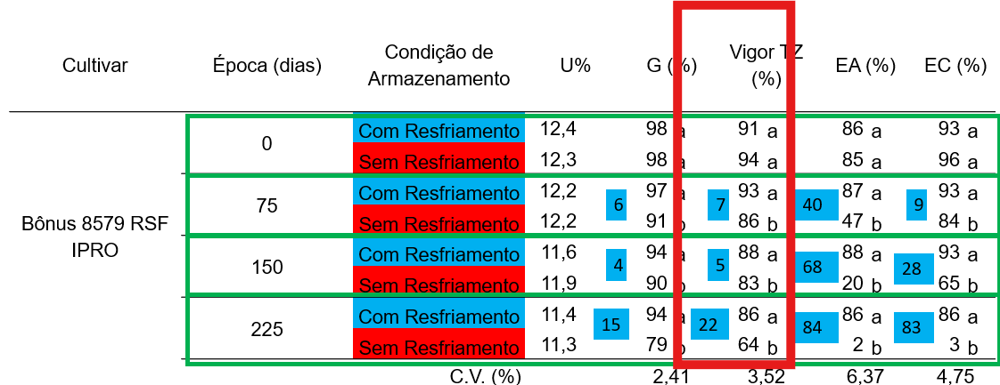 Cultivar Época (dias) Condição de Armazenamento U% G (%) Vigor TZ (%) EA (%) EC (%)
Bônus 8579 RSF IPRO
0
Com Resfriamento 12,4 98 a 91 a 86 a 93 a
Sem Resfriamento 12,3 98 a 94 a 85 a 96 a
75
Com Resfriamento 12,2 97 a 93 a 87 a 93 a
6 7 40 9
Sem Resfriamento 12,2 91 b 86 b 47 b 84 b
150
Com Resfriamento 11,6 94 a 88 a 88 a 93 a
4 5 68 28
Sem Resfriamento 11,9 90 b 83 b 20 b 65 b
225
Com Resfriamento 11,4 94 a 86 a 86 a 86 a
15 22 84 83
Sem Resfriamento 11,3 79 b 64 b 2 b 3 b
C.V. (%) 2,41 3,52 6,37 4,75